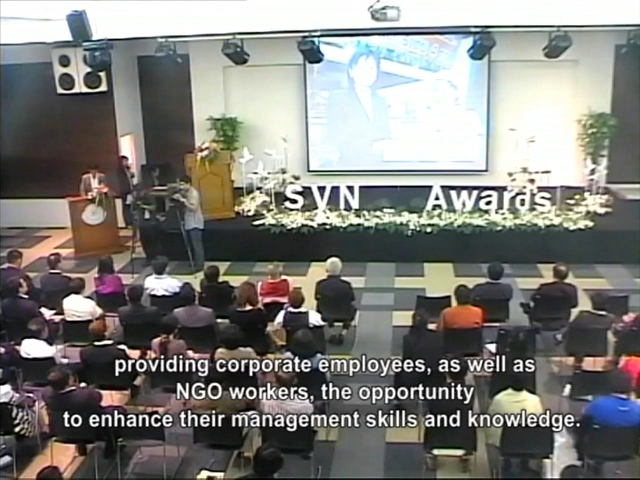 SVN Awards
providing corporate employees, as well as
NGO workers, the opportunity
to enhance their management skills and knowledge.